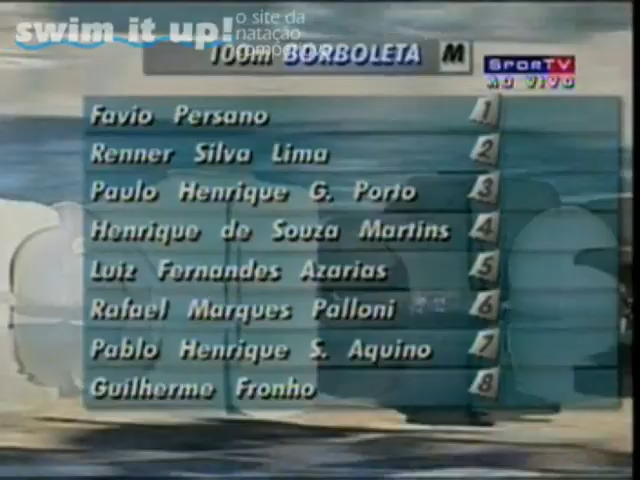 swim it up!
o site da
natação
100m BORBOLETA M
SPORTV
AO VIVO
Favio Persano 1
Renner Silva Lima 2
Paulo Henrique G. Porto 3
Henrique de Souza Martins 4
Luiz Fernandes Azarias 5
Rafael Marques Palloni 6
Pablo Henrique S. Aquino 7
Guilherme Fronho 8